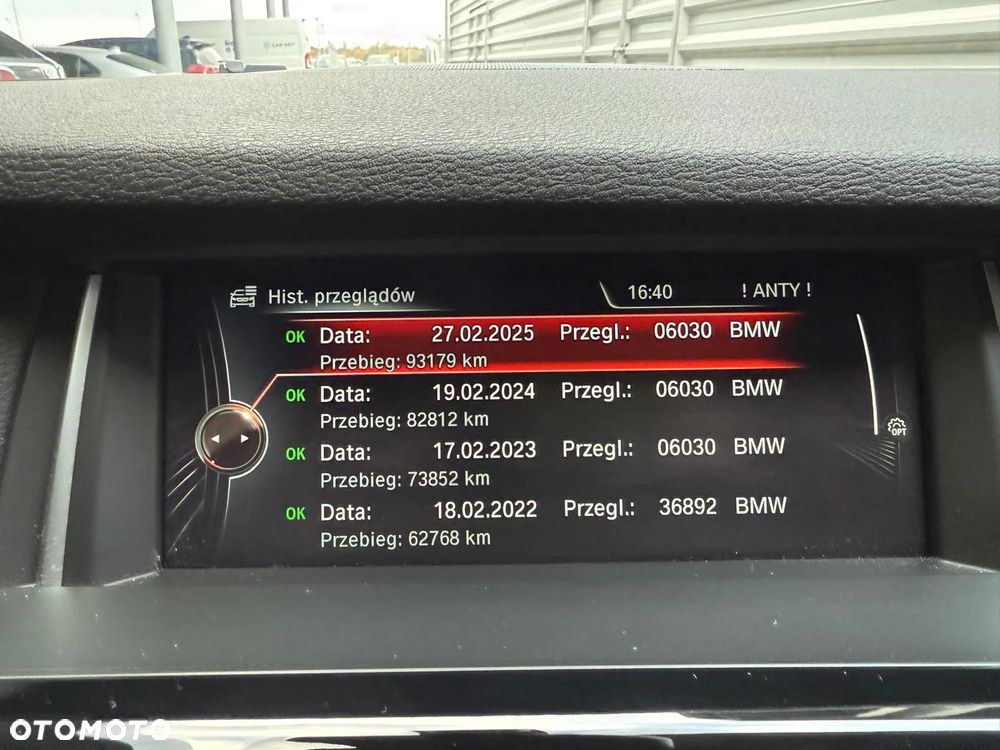 CAR NET
Hist. przeglądów 16:40 ! ANTY !
OK Data: 27.02.2025 Przegl.: 06030 BMW
Przebieg: 93179 km
OK Data: 19.02.2024 Przegl.: 06030 BMW
Przebieg: 82812 km
OK Data: 17.02.2023 Przegl.: 06030 BMW
Przebieg: 73852 km
OK Data: 18.02.2022 Przegl.: 36892 BMW
Przebieg: 62768 km
OPT
OTOMOTO